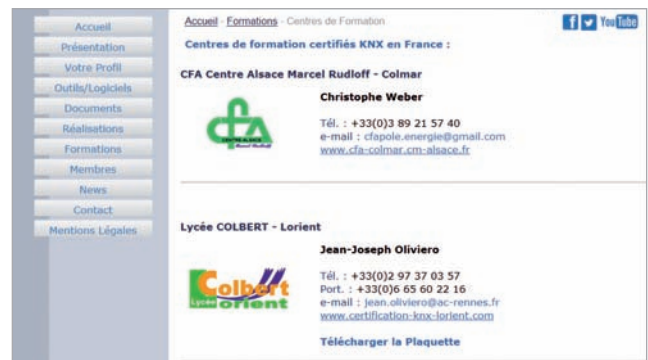 Accueil
Présentation
Votre Profil
Outils/Logiciels
Documents
Réalisations
Formations
Membres
News
Contact
Mentions Légales
Accueil - Formations - Centres de Formation
You Tube
Centres de formation certifiés KNX en France :
CFA Centre Alsace Marcel Rudloff - Colmar
cfa
CENTRE ALSACE
Marcel Rudloff
Christophe Weber
Tél. : +33(0)3 89 21 57 40
e-mail : cfapole.energie@gmail.com
www.cfa-colmar.cm-alsace.fr
Lycée COLBERT - Lorient
Colbert
Lycée Lorient
Jean-Joseph Oliviero
Tél. : +33(0)2 97 37 03 57
Port. : +33(0)6 65 60 22 16
e-mail : jean.oliviero@ac-rennes.fr
www.certification-knx-lorient.com
Télécharger la Plaquette